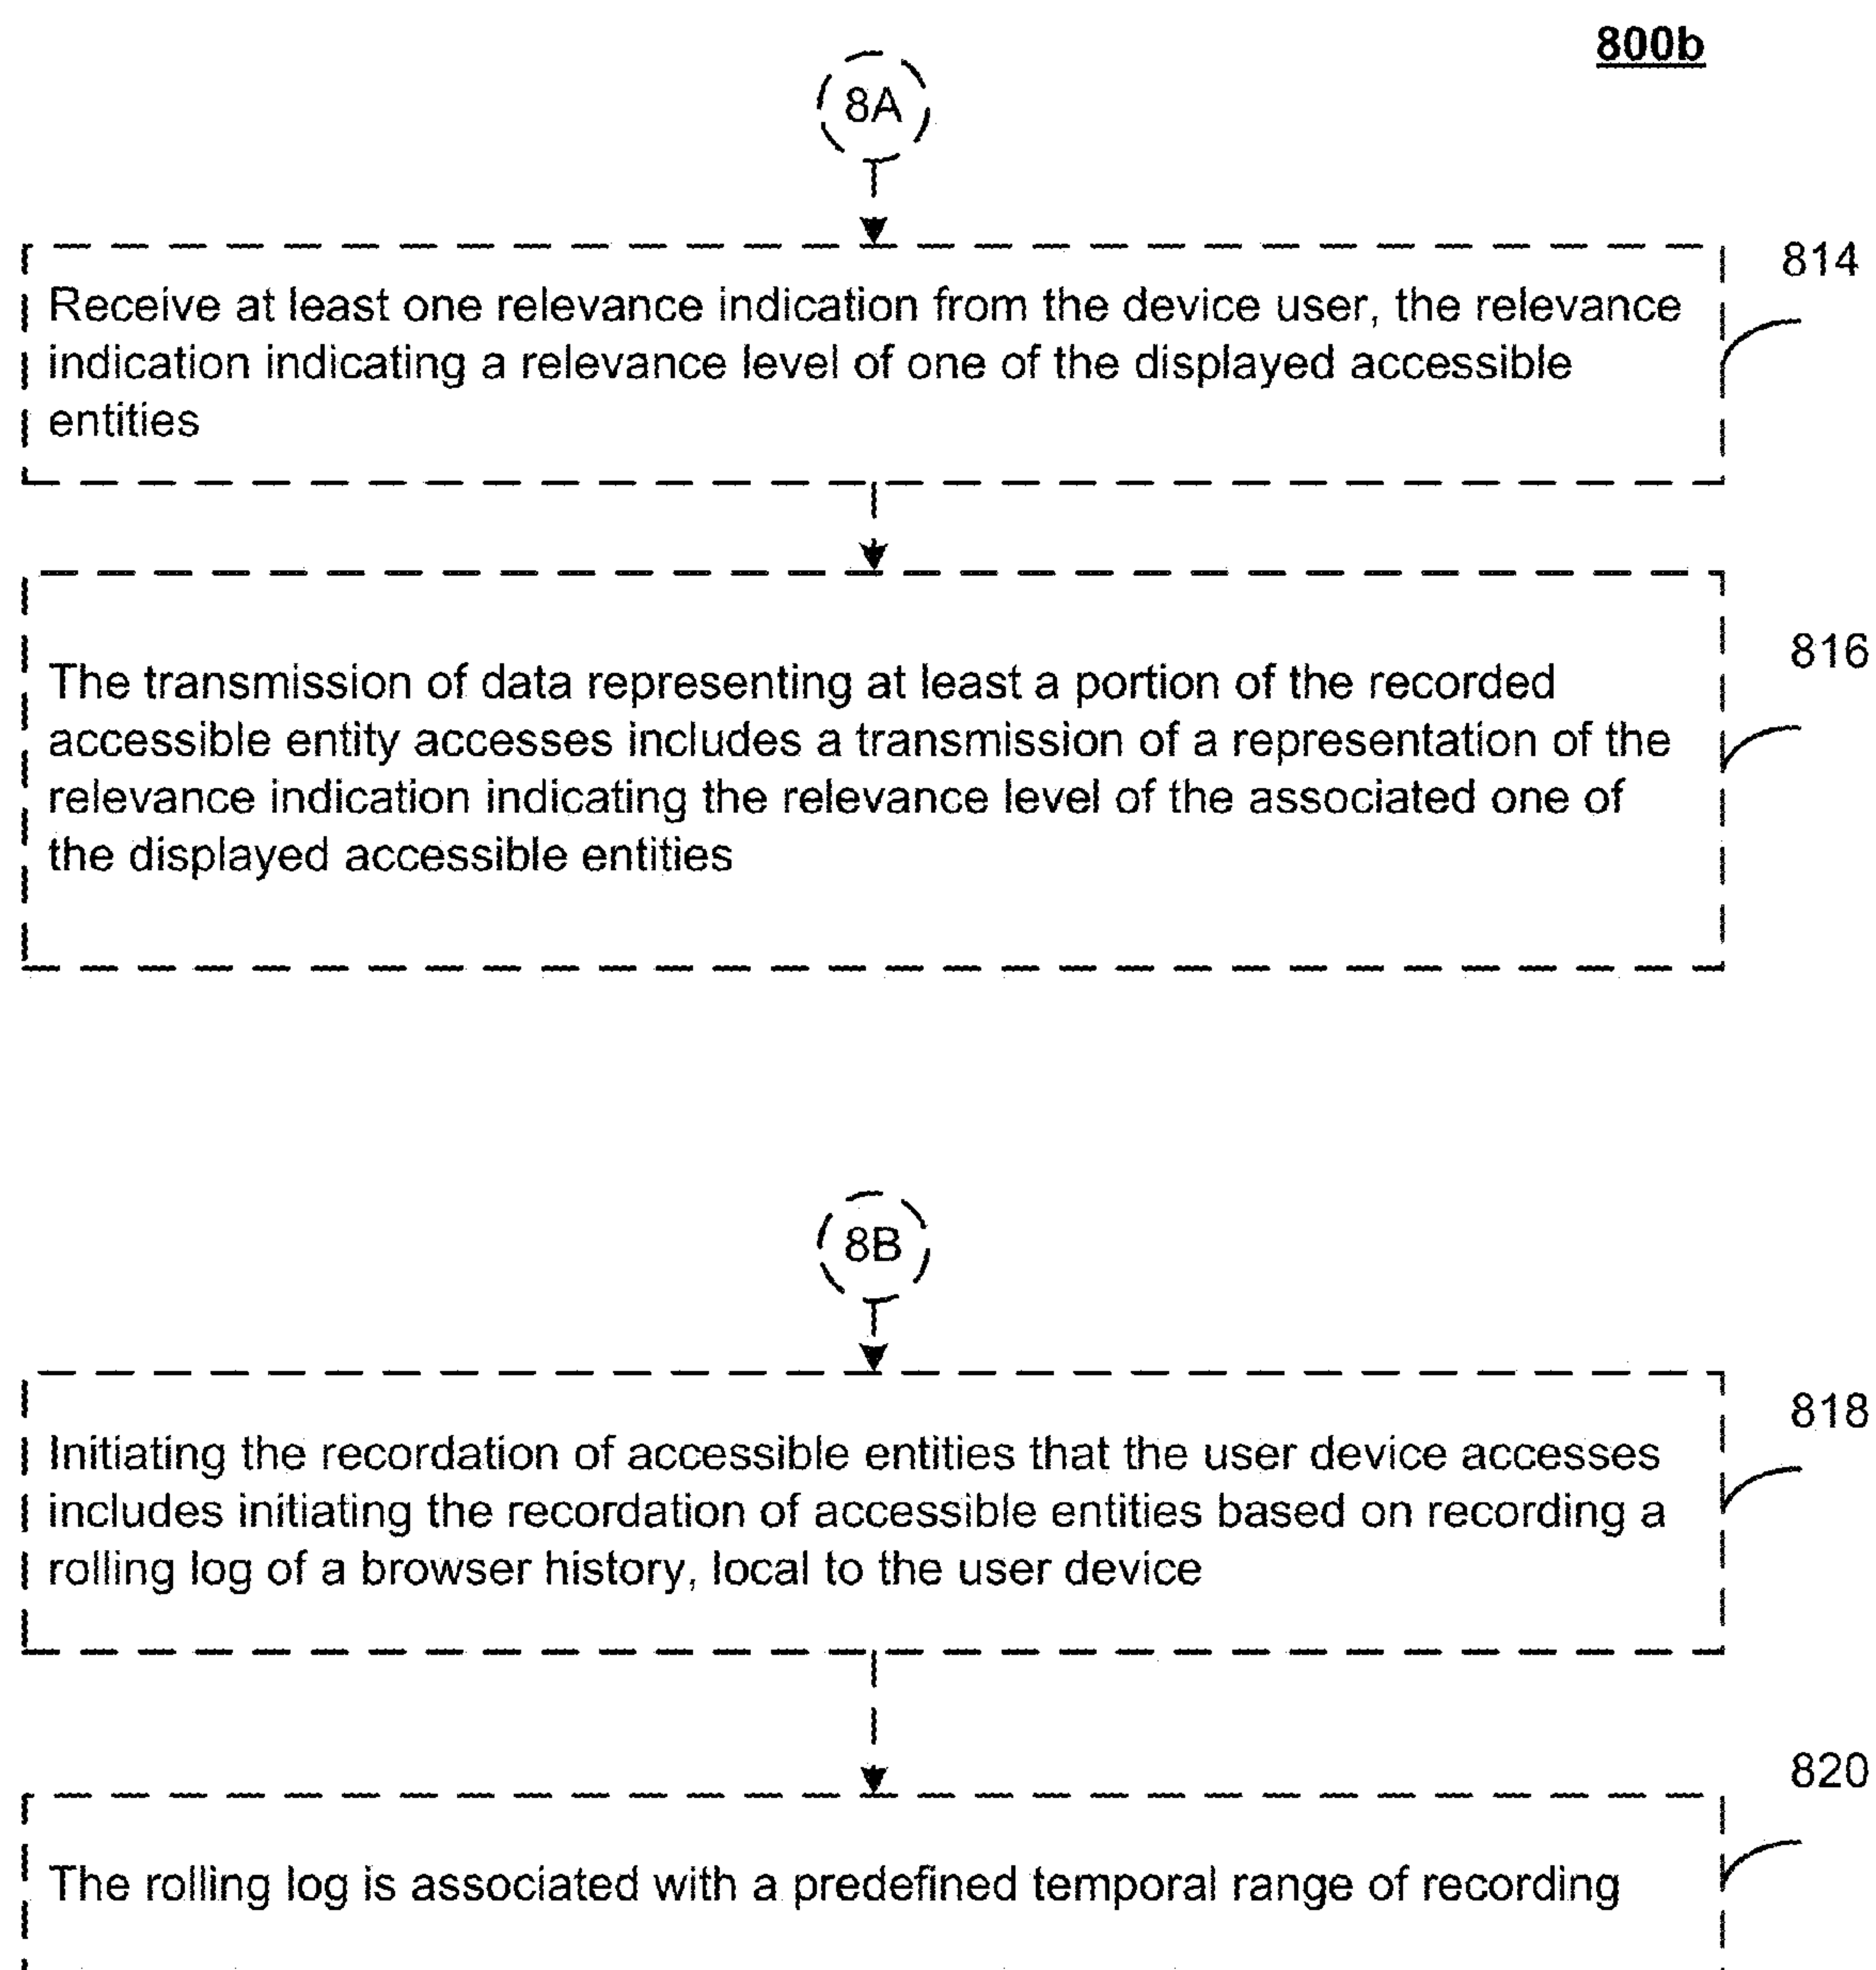 800b
8A
814
Receive at least one relevance indication from the device user, the relevance
indication indicating a relevance level of one of the displayed accessible
entities
816
The transmission of data representing at least a portion of the recorded
accessible entity accesses includes a transmission of a representation of the
relevance indication indicating the relevance level of the associated one of
the displayed accessible entities
8B
818
Initiating the recordation of accessible entities that the user device accesses
includes initiating the recordation of accessible entities based on recording a
rolling log of a browser history, local to the user device
820
The rolling log is associated with a predefined temporal range of recording